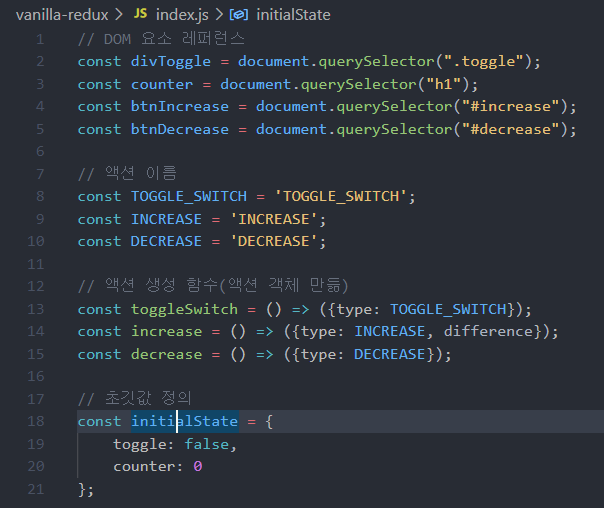 vanilla-redux > JS index.js > initialState
1 // DOM 요소 레퍼런스
2 const divToggle = document.querySelector(".toggle");
3 const counter = document.querySelector("h1");
4 const btnIncrease = document.querySelector("#increase");
5 const btnDecrease = document.querySelector("#decrease");
6
7 // 액션 이름
8 const TOGGLE_SWITCH = 'TOGGLE_SWITCH';
9 const INCREASE = 'INCREASE';
10 const DECREASE = 'DECREASE';
11
12 // 액션 생성 함수(액션 객체 만듦)
13 const toggleSwitch = () => ({type: TOGGLE_SWITCH});
14 const increase = () => ({type: INCREASE, difference});
15 const decrease = () => ({type: DECREASE});
16
17 // 초깃값 정의
18 const initialState = {
19 toggle: false,
20 counter: 0
21 };